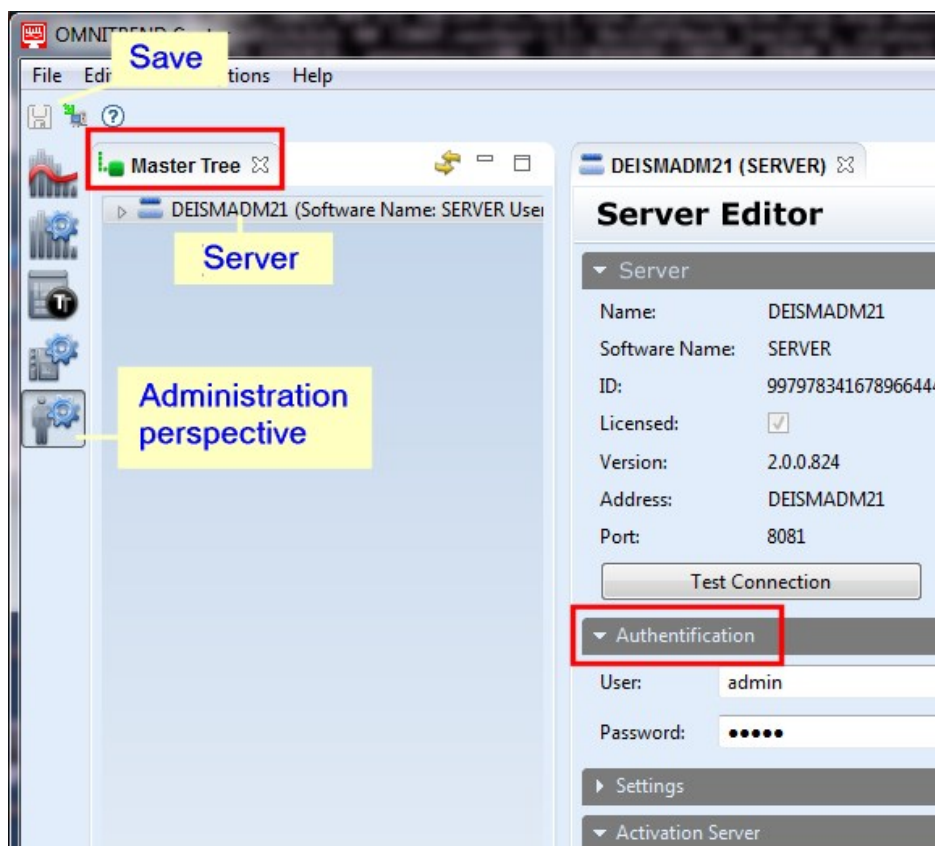 OMNITREND
Save
File Edi tions Help
Master Tree
DEISMADM21 (SERVER)
DEISMADM21 (Software Name: SERVER Use
Server
Administration
perspective
Server Editor
Server
Name: DEISMADM21
Software Name: SERVER
ID:
Licensed:
Version: 2.0.0.824
Address: DEISMADM21
Port: 8081
Test Connection
Authentification
User: admin
Password: •••••
Settings
Activation Server